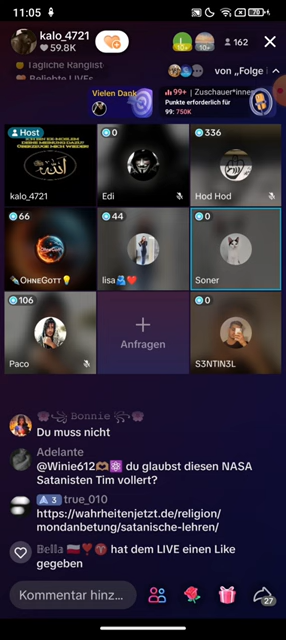 11:05
70
kalo_4721
59.8K
10+
162
Tägliche Rangliste
von „Folge
Beliebte LIVEs
Vielen Dank
99+ | Zuschauer*innen
Punkte erforderlich für
99: 750K
Host
kalo_4721
0
Edi
336
Hod Hod
66
OʜɴᴇGᴏᴛᴛ
44
lisa
0
Soner
106
Paco
Anfragen
0
S3NTIN3L
Bonnie
Du muss nicht
Adelante
@Winie612🫶🏽⚛️ du glaubst diesen NASA
Satanisten Tim vollert?
3 true_010
https://wahrheitenjetzt.de/religion/
mondanbetung/satanische-lehren/
𝔹𝕖𝕝𝕝𝕒 🇵🇱❣️♈ hat dem LIVE einen Like
gegeben
Kommentar hinz...
27